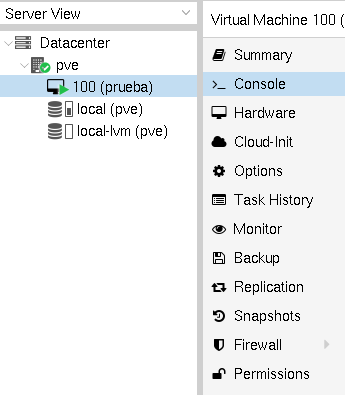 Server View
Datacenter
pve
100 (prueba)
local (pve)
local-lvm (pve)
Virtual Machine 100 (
Summary
Console
Hardware
Cloud-Init
Options
Task History
Monitor
Backup
Replication
Snapshots
Firewall
Permissions